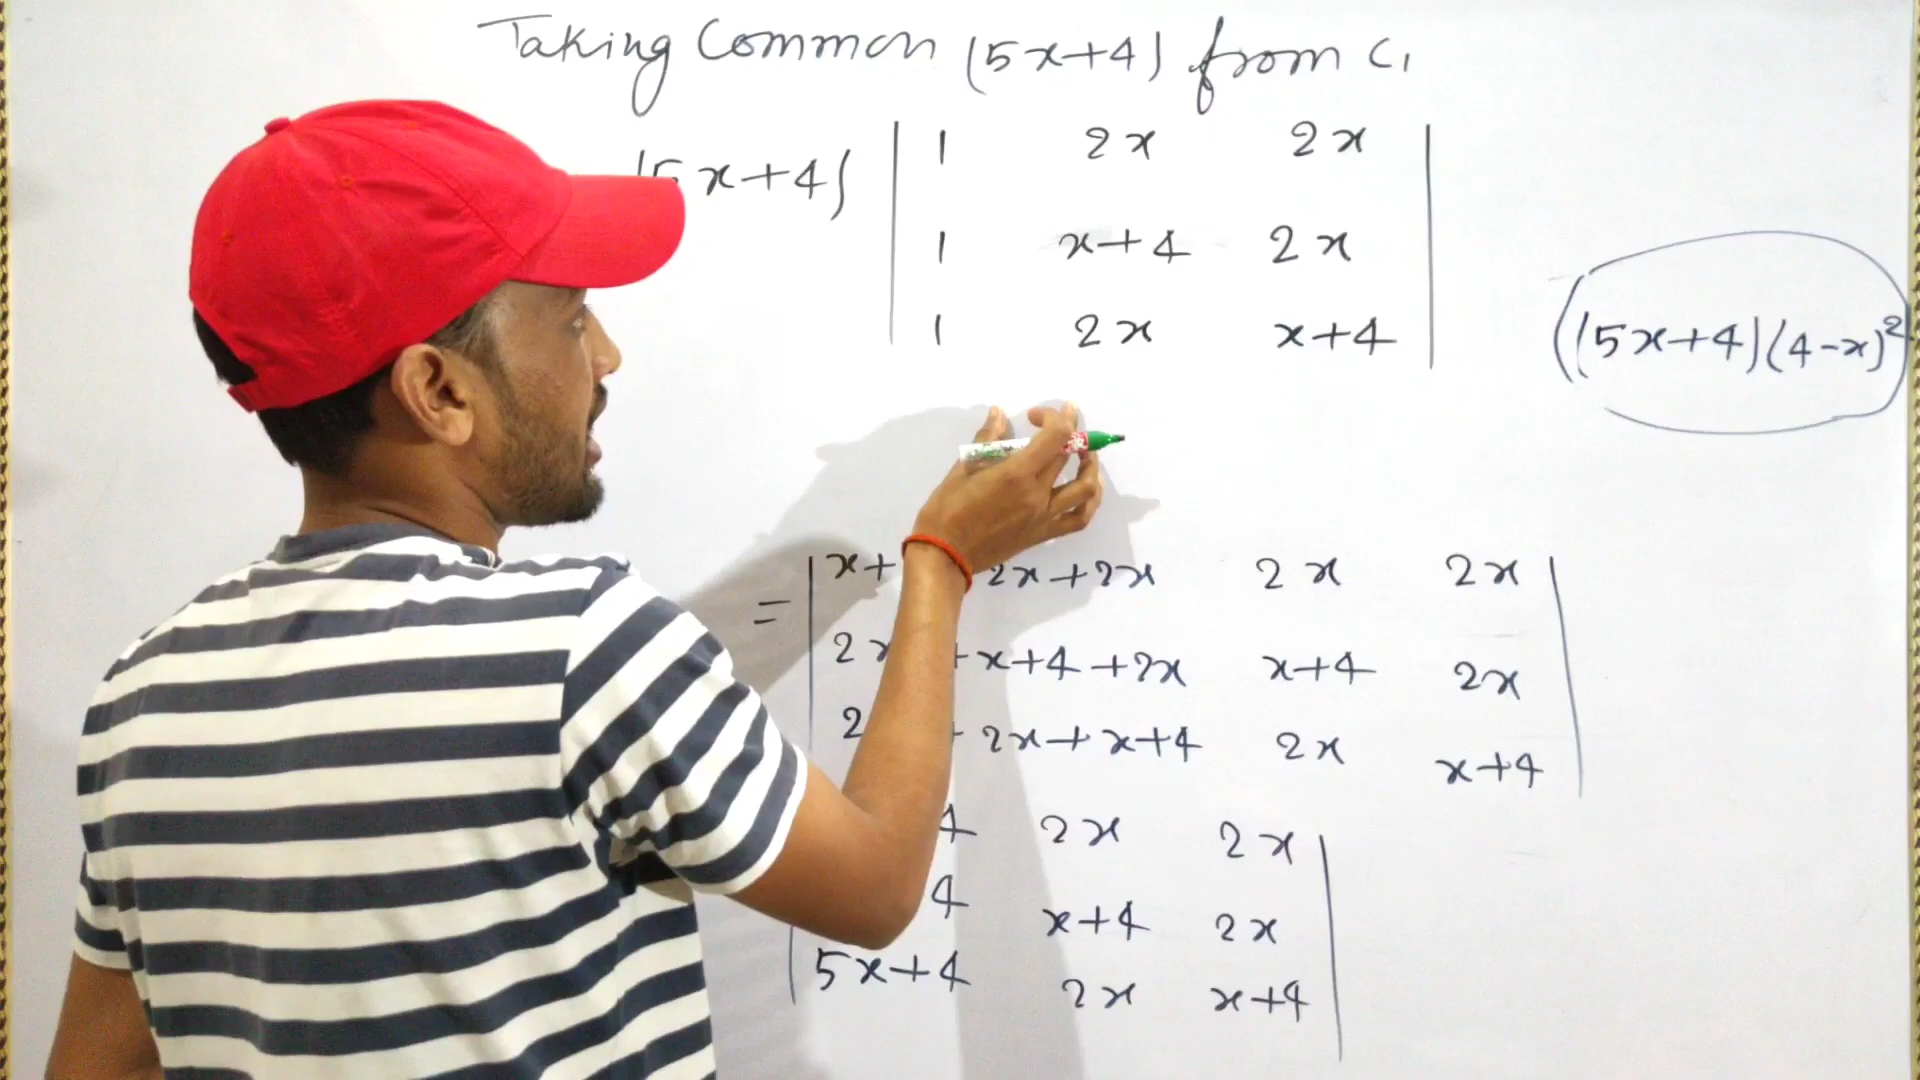 Taking Common (5x+4) from C1
5x+4) | 1 2x 2x |
| 1 x+4 2x |
| 1 2x x+4 |
((5x+4)(4-x)²
= | x+ 2x+2x 2x 2x |
| 2x +x+4+2x x+4 2x |
| 2 + 2x+x+4 2x x+4 |
4 2x 2x |
4 x+4 2x |
| 5x+4 2x x+4 |